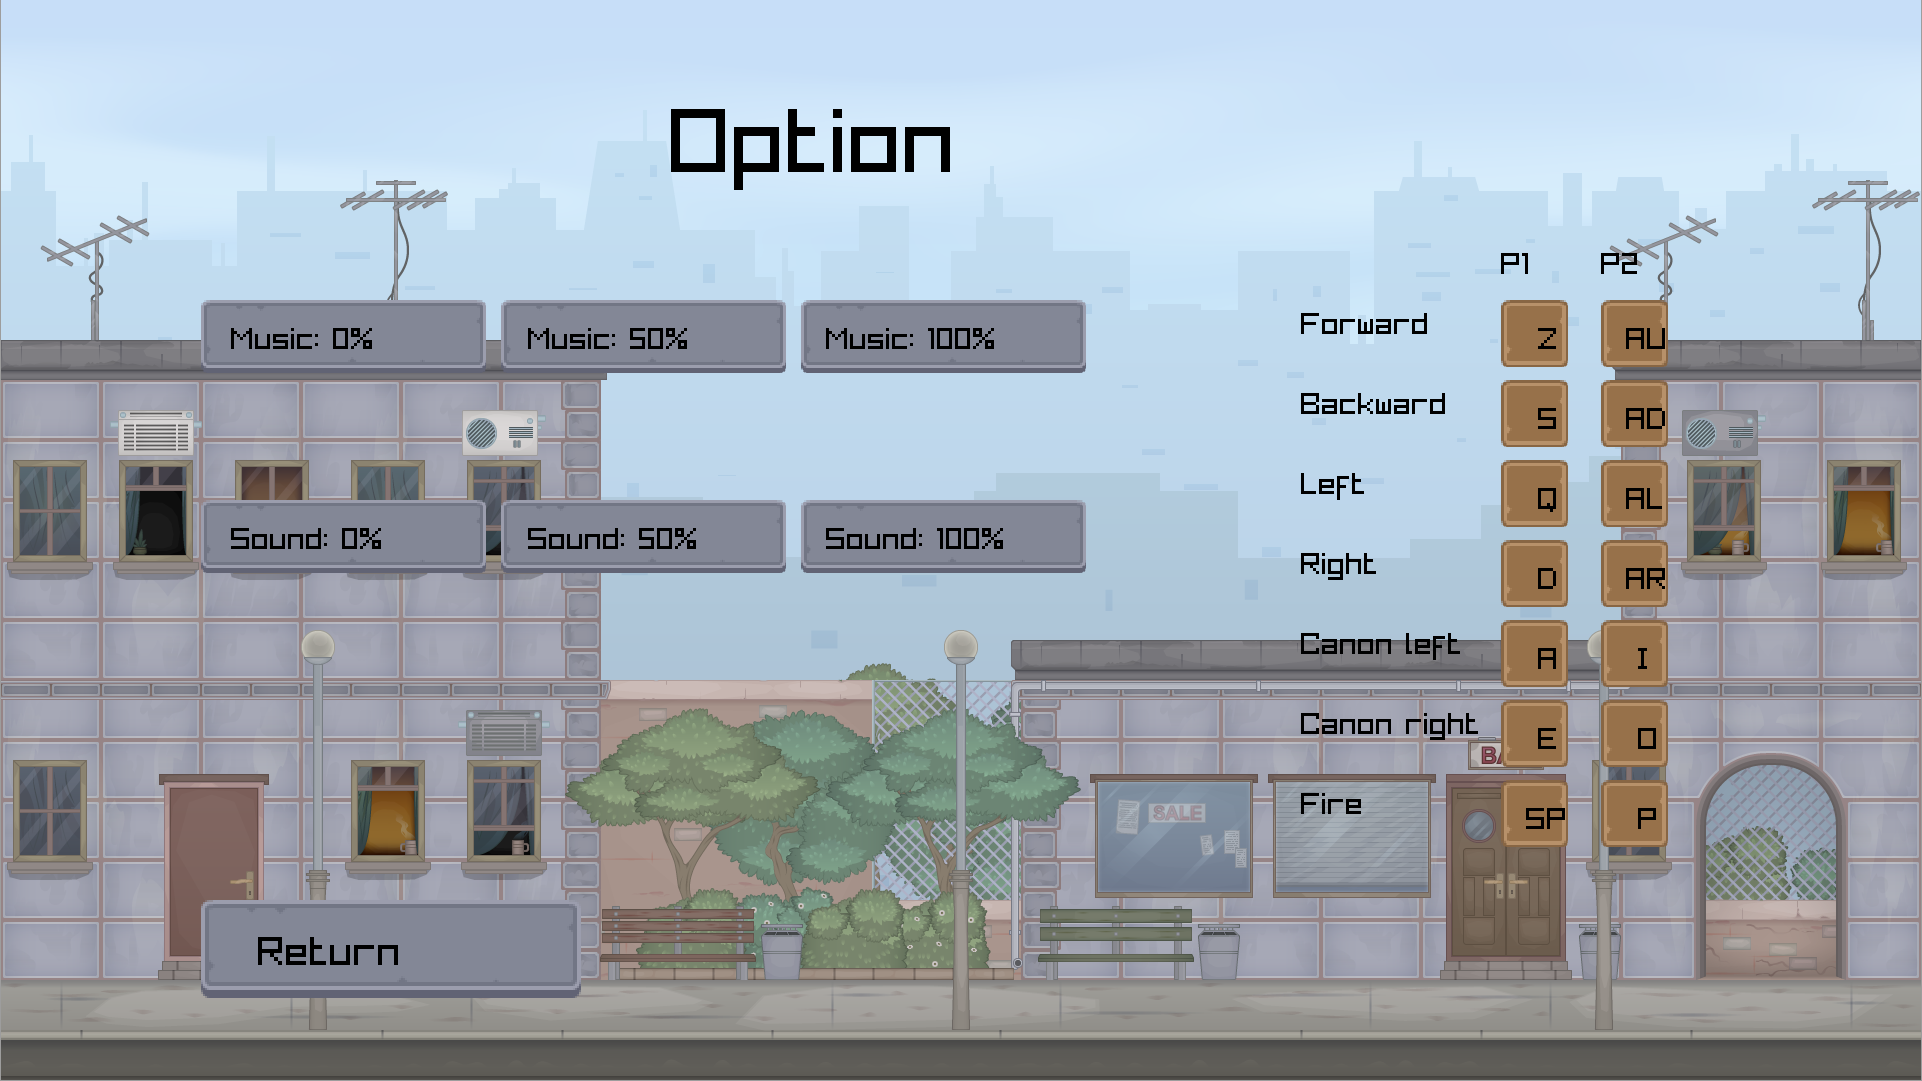 Option
P1 P2
Music: 0% Music: 50% Music: 100%
Forward Z AU
Backward S AD
Left Q AL
Sound: 0% Sound: 50% Sound: 100%
Right D AR
Canon left A I
Canon right E O
SALE
Fire SP P
Return